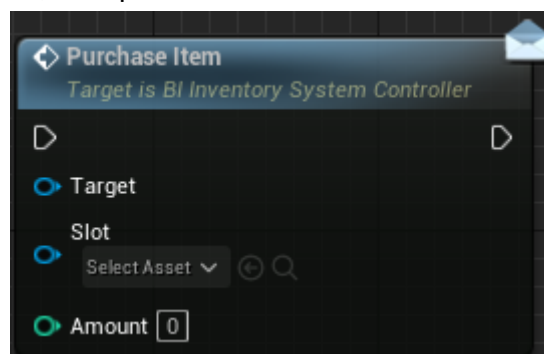 Purchase Item
Target is BI Inventory System Controller
Target
Slot
Select Asset
Amount 0